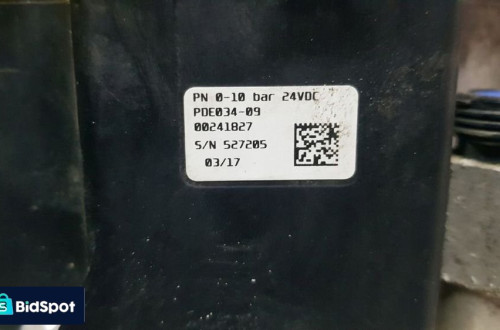 PN 0-10 bar 24VDC
PDE034-09
00241827
S/N 527205
03/17
S BidSpot